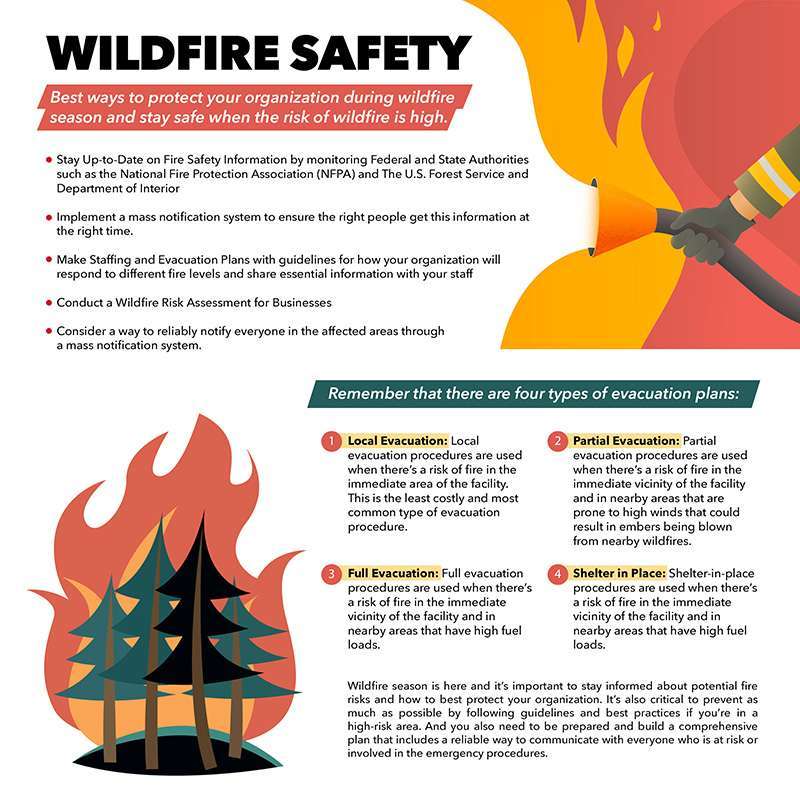 WILDFIRE SAFETY
Best ways to protect your organization during wildfire
season and stay safe when the risk of wildfire is high.
• Stay Up-to-Date on Fire Safety Information by monitoring Federal and State Authorities
such as the National Fire Protection Association (NFPA) and The U.S. Forest Service and
Department of Interior
• Implement a mass notification system to ensure the right people get this information at
the right time.
• Make Staffing and Evacuation Plans with guidelines for how your organization will
respond to different fire levels and share essential information with your staff
• Conduct a Wildfire Risk Assessment for Businesses
• Consider a way to reliably notify everyone in the affected areas through
a mass notification system.
Remember that there are four types of evacuation plans:
1 Local Evacuation: Local
evacuation procedures are used
when there's a risk of fire in the
immediate area of the facility.
This is the least costly and most
common type of evacuation
procedure.
2 Partial Evacuation: Partial
evacuation procedures are used
when there's a risk of fire in the
immediate vicinity of the facility
and in nearby areas that are
prone to high winds that could
result in embers being blown
from nearby wildfires.
3 Full Evacuation: Full evacuation
procedures are used when there's
a risk of fire in the immediate
vicinity of the facility and in
nearby areas that have high fuel
loads.
4 Shelter in Place: Shelter-in-place
procedures are used when there's
a risk of fire in the immediate
vicinity of the facility and in
nearby areas that have high fuel
loads.
Wildfire season is here and it's important to stay informed about potential fire
risks and how to best protect your organization. It's also critical to prevent as
much as possible by following guidelines and best practices if you're in a
high-risk area. And you also need to be prepared and build a comprehensive
plan that includes a reliable way to communicate with everyone who is at risk or
involved in the emergency procedures.